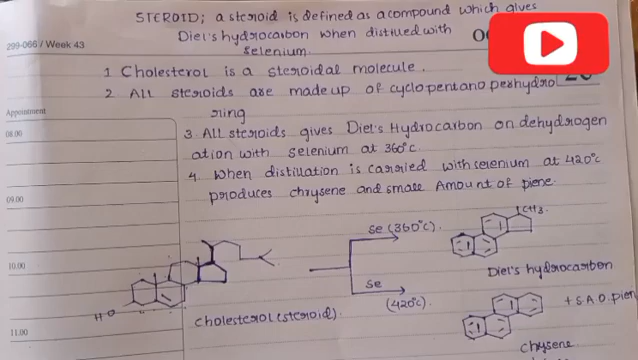 STEROID; a steroid is defined as a compound which gives
Diel's hydrocarbon when distilled with
selenium.
299-066 / Week 43
1 Cholesterol is a steroidal molecule.
2 All steroids are made up of cyclopentano perhydro
ring
Appointment
3. All steroids gives Diel's Hydrocarbon on dehydrogen
08.00
ation with selenium at 360°c.
4. when distillation is carried with selenium at 420°c
09.00
produces chrysene and small Amount of piene.
CH3.
Se (360°c).
10.00
Diel's hydrocarbon
Se
(420°c).
HO
cholesterol (steroid).
+ S.A.O. pien
11.00
chysene